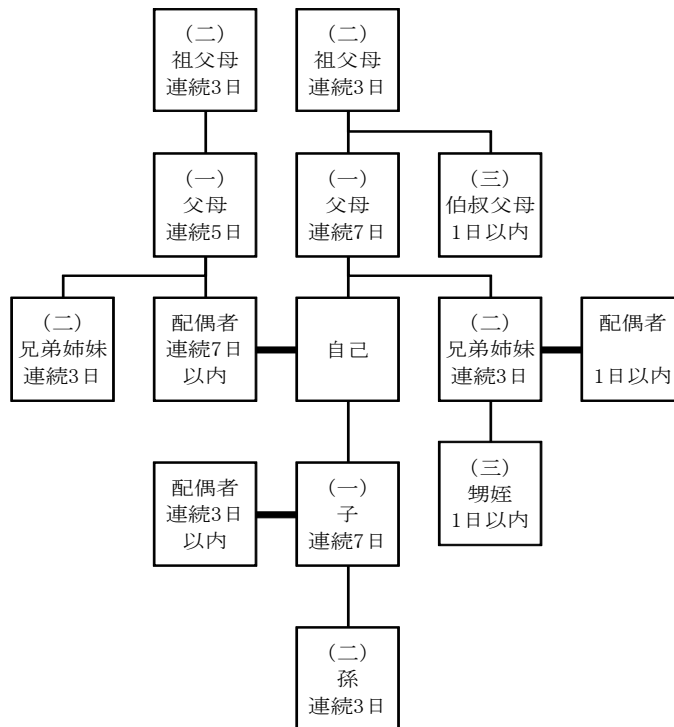 (二)
祖父母
連続3日
(二)
祖父母
連続3日
(一)
父母
連続5日
(一)
父母
連続7日
(三)
伯叔父母
1日以内
(二)
兄弟姉妹
連続3日
配偶者
連続7日
以内
自己
(二)
兄弟姉妹
連続3日
配偶者
1日以内
配偶者
連続3日
以内
(一)
子
連続7日
(三)
甥姪
1日以内
(二)
孫
連続3日